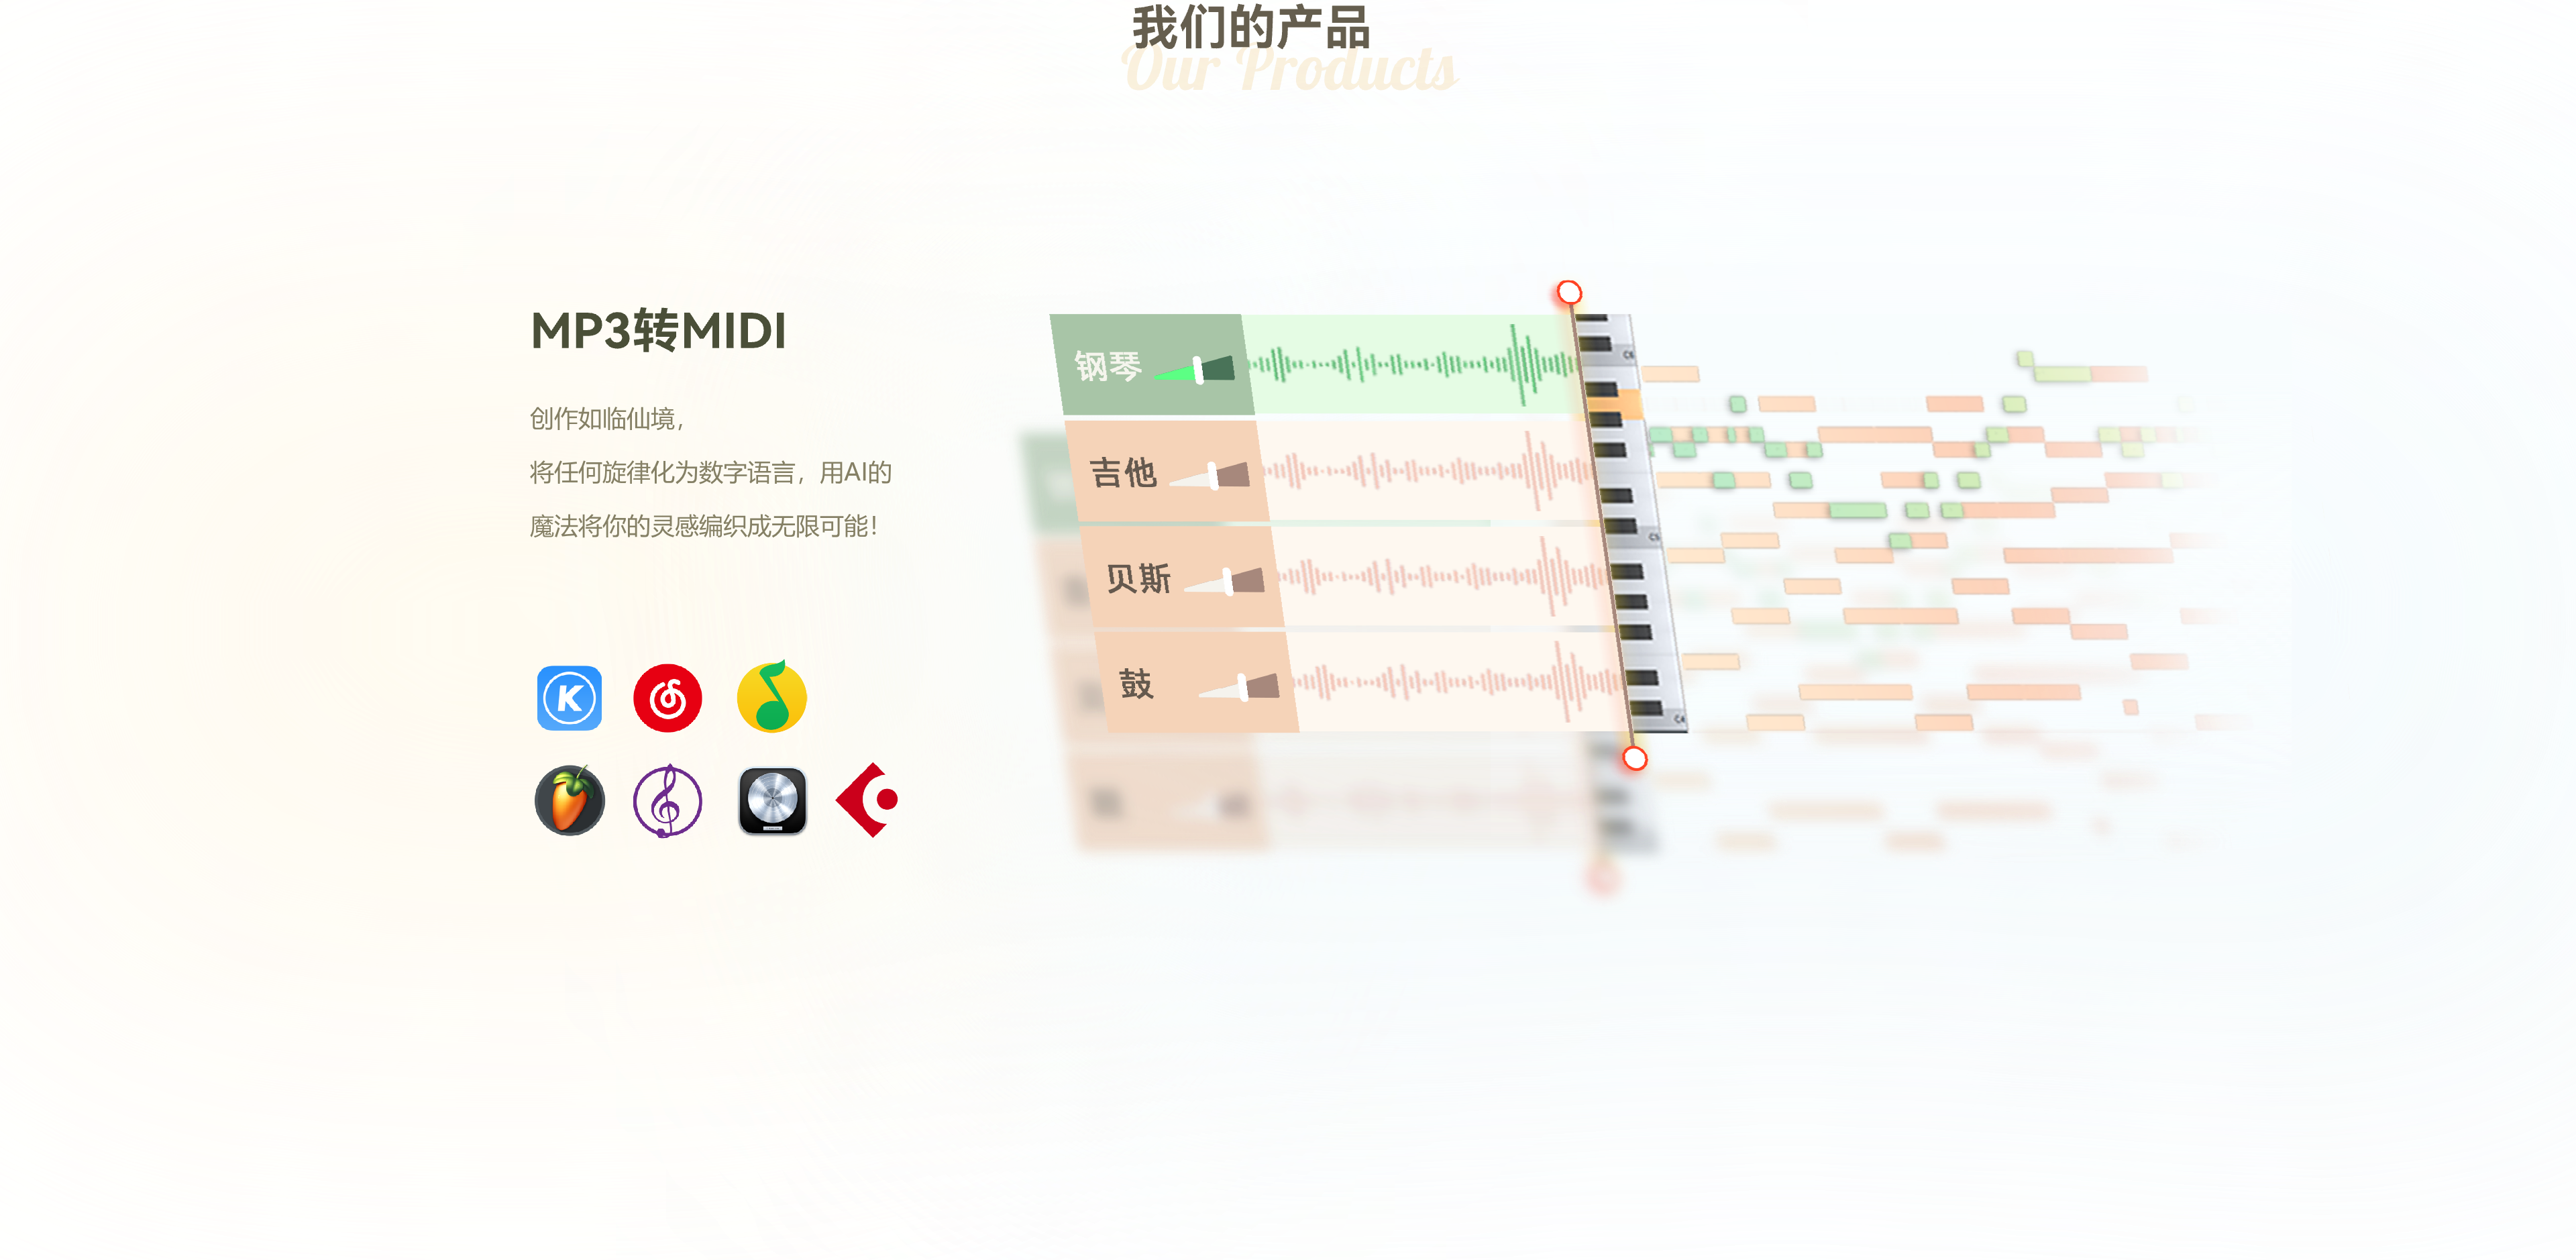 我们的产品
Our Products
MP3转MIDI
创作如临仙境，
将任何旋律化为数字语言，用AI的
魔法将你的灵感编织成无限可能！
钢琴
吉他
贝斯
鼓
C6
C5
C4
K